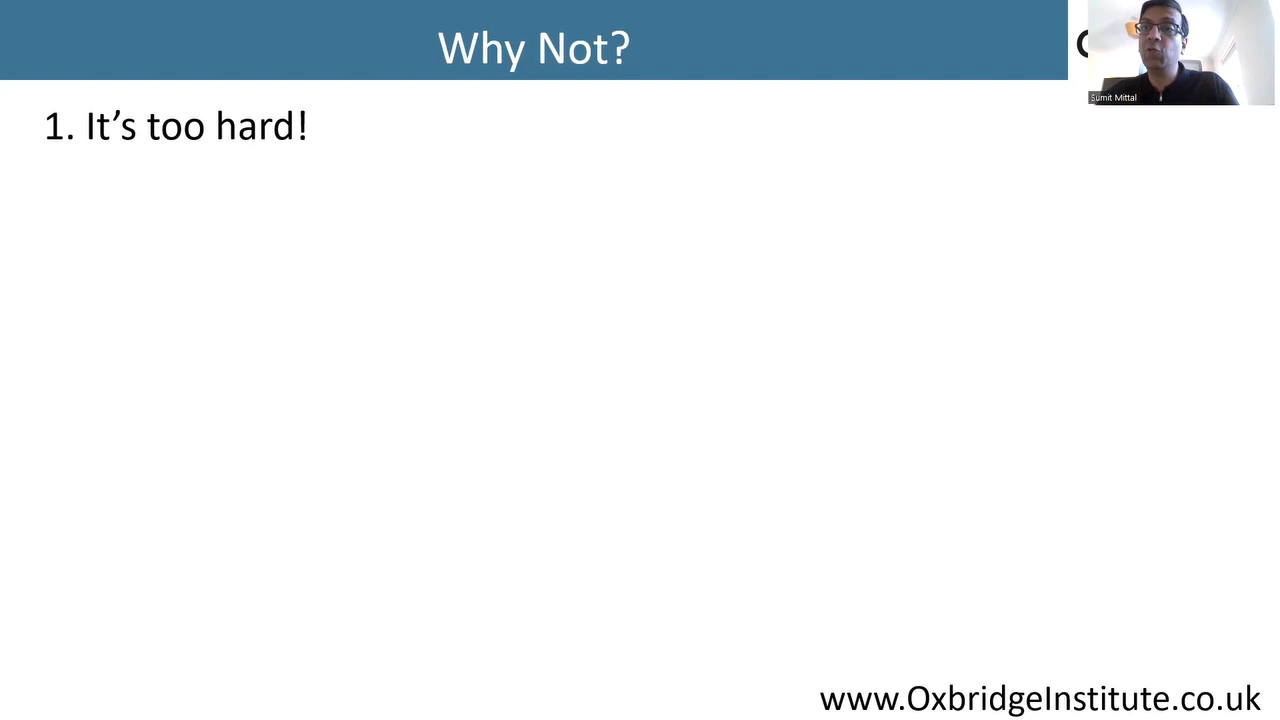 Why Not?
Sumit Mittal
1. It’s too hard!
www.OxbridgeInstitute.co.uk